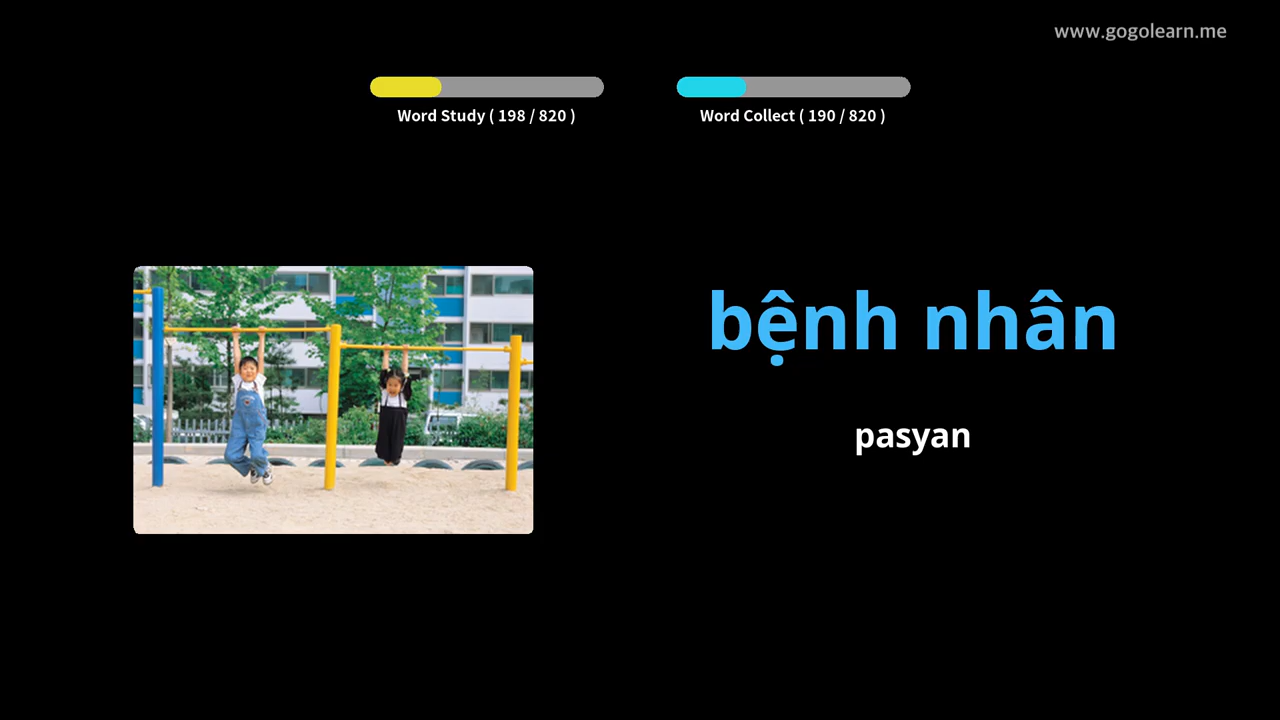 www.gogolearn.me
Word Study ( 198 / 820 )
Word Collect ( 190 / 820 )
bệnh nhân
pasyan